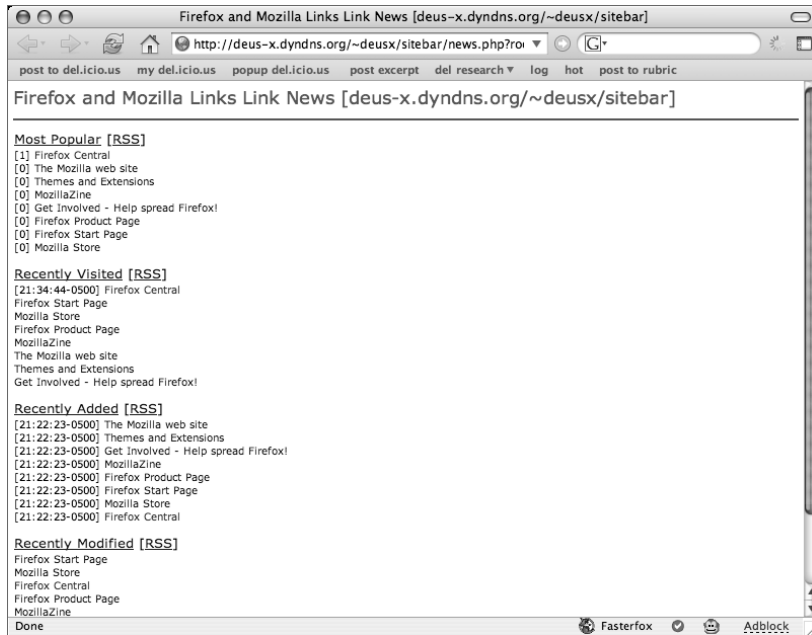 Firefox and Mozilla Links Link News [deus-x.dyndns.org/~deusx/sitebar]
http://deus-x.dyndns.org/~deusx/sitebar/news.php?roo
G
post to del.icio.us my del.icio.us popup del.icio.us post excerpt del research log hot post to rubric
Firefox and Mozilla Links Link News [deus-x.dyndns.org/~deusx/sitebar]
Most Popular [RSS]
[1] Firefox Central
[0] The Mozilla web site
[0] Themes and Extensions
[0] MozillaZine
[0] Get Involved - Help spread Firefox!
[0] Firefox Product Page
[0] Firefox Start Page
[0] Mozilla Store
Recently Visited [RSS]
[21:34:44-0500] Firefox Central
Firefox Start Page
Mozilla Store
Firefox Product Page
MozillaZine
The Mozilla web site
Themes and Extensions
Get Involved - Help spread Firefox!
Recently Added [RSS]
[21:22:23-0500] The Mozilla web site
[21:22:23-0500] Themes and Extensions
[21:22:23-0500] Get Involved - Help spread Firefox!
[21:22:23-0500] MozillaZine
[21:22:23-0500] Firefox Product Page
[21:22:23-0500] Firefox Start Page
[21:22:23-0500] Mozilla Store
[21:22:23-0500] Firefox Central
Recently Modified [RSS]
Firefox Start Page
Mozilla Store
Firefox Central
Firefox Product Page
MozillaZine
Done Fasterfox Adblock